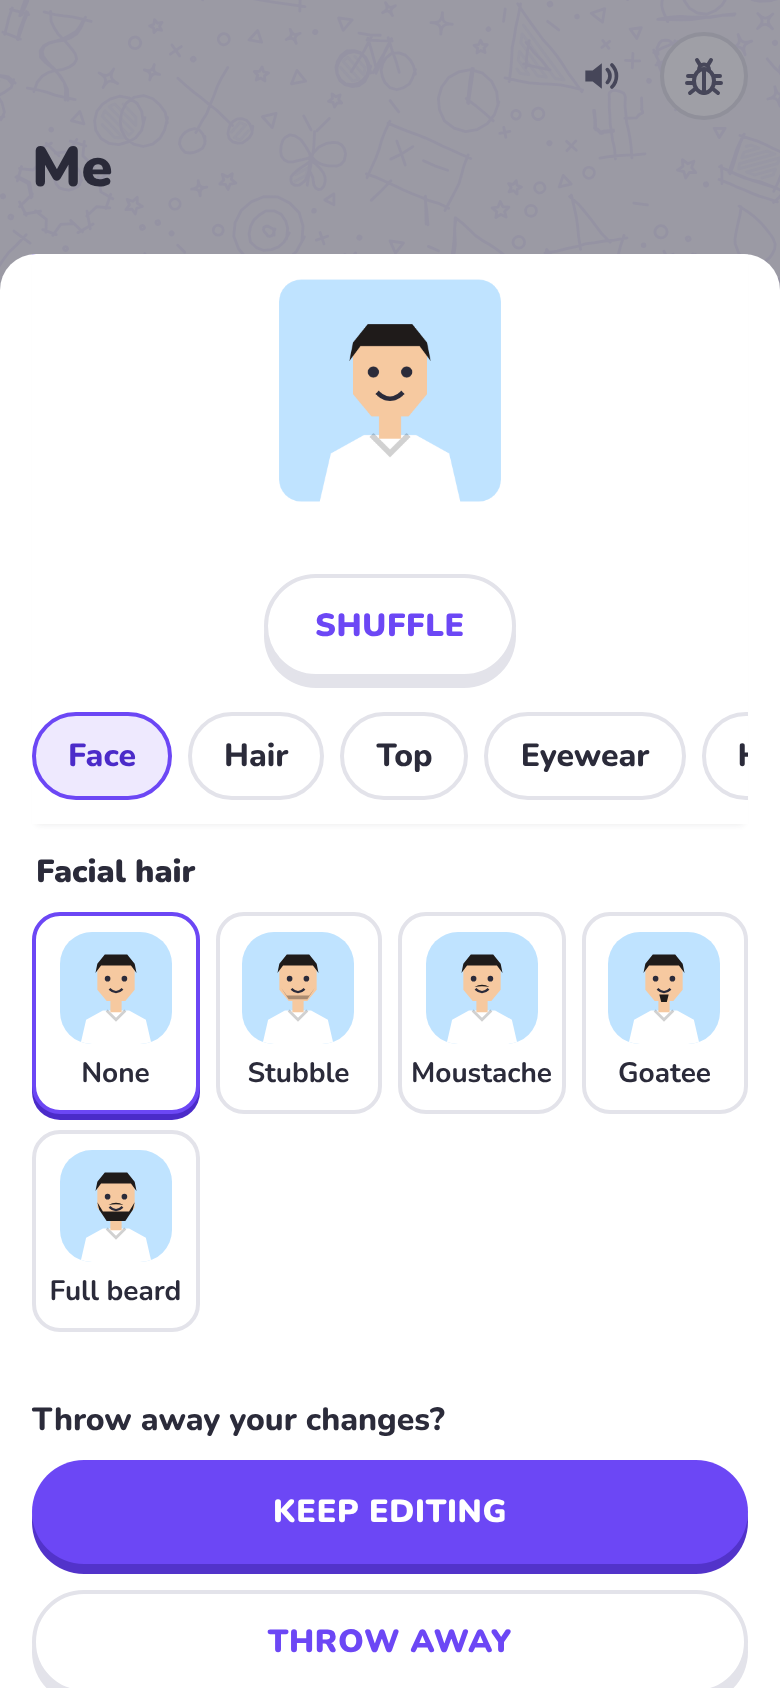 Me
SHUFFLE
Face Hair Top Eyewear
Facial hair
None Stubble Moustache Goatee
Full beard
Throw away your changes?
KEEP EDITING
THROW AWAY